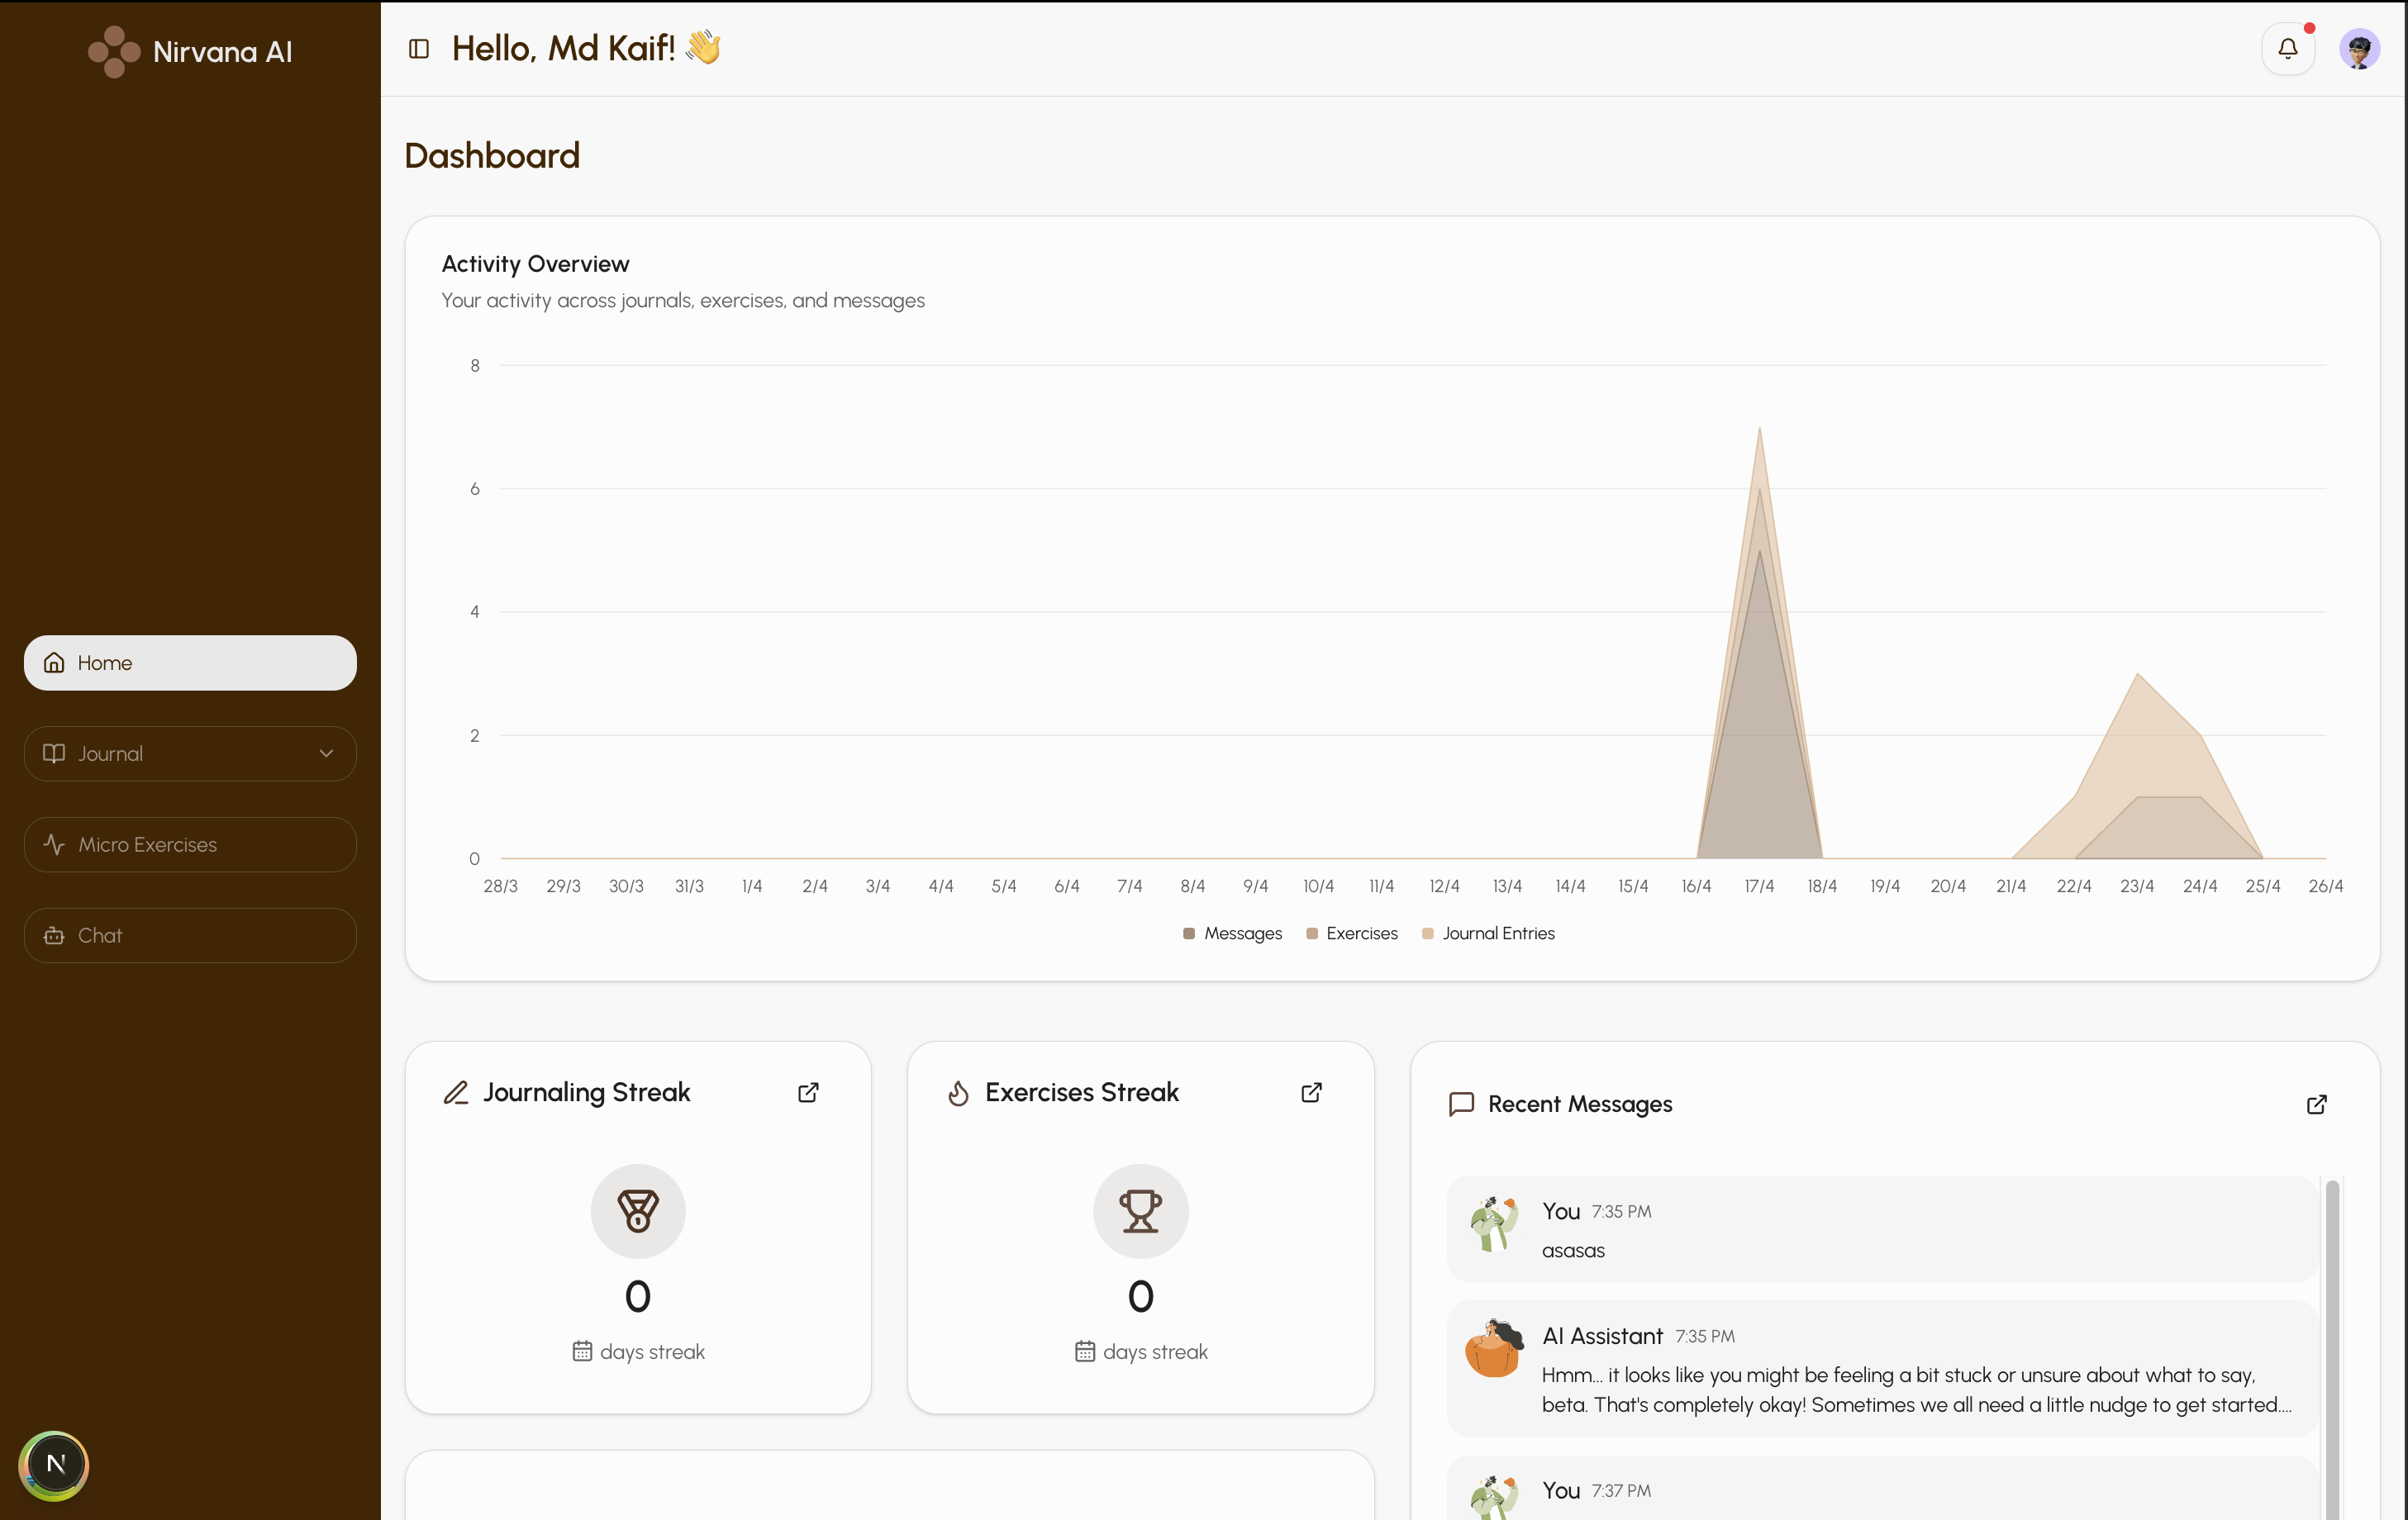 Nirvana AI
Home
Journal
Micro Exercises
Chat
N
Hello, Md Kaif! 👋
Dashboard
Activity Overview
Your activity across journals, exercises, and messages
8
6
4
2
0
28/3 29/3 30/3 31/3 1/4 2/4 3/4 4/4 5/4 6/4 7/4 8/4 9/4 10/4 11/4 12/4 13/4 14/4 15/4 16/4 17/4 18/4 19/4 20/4 21/4 22/4 23/4 24/4 25/4 26/4
Messages Exercises Journal Entries
Journaling Streak
0
days streak
Exercises Streak
0
days streak
Recent Messages
You 7:35 PM
asasas
AI Assistant 7:35 PM
Hmm... it looks like you might be feeling a bit stuck or unsure about what to say,
beta. That's completely okay! Sometimes we all need a little nudge to get started....
You 7:37 PM